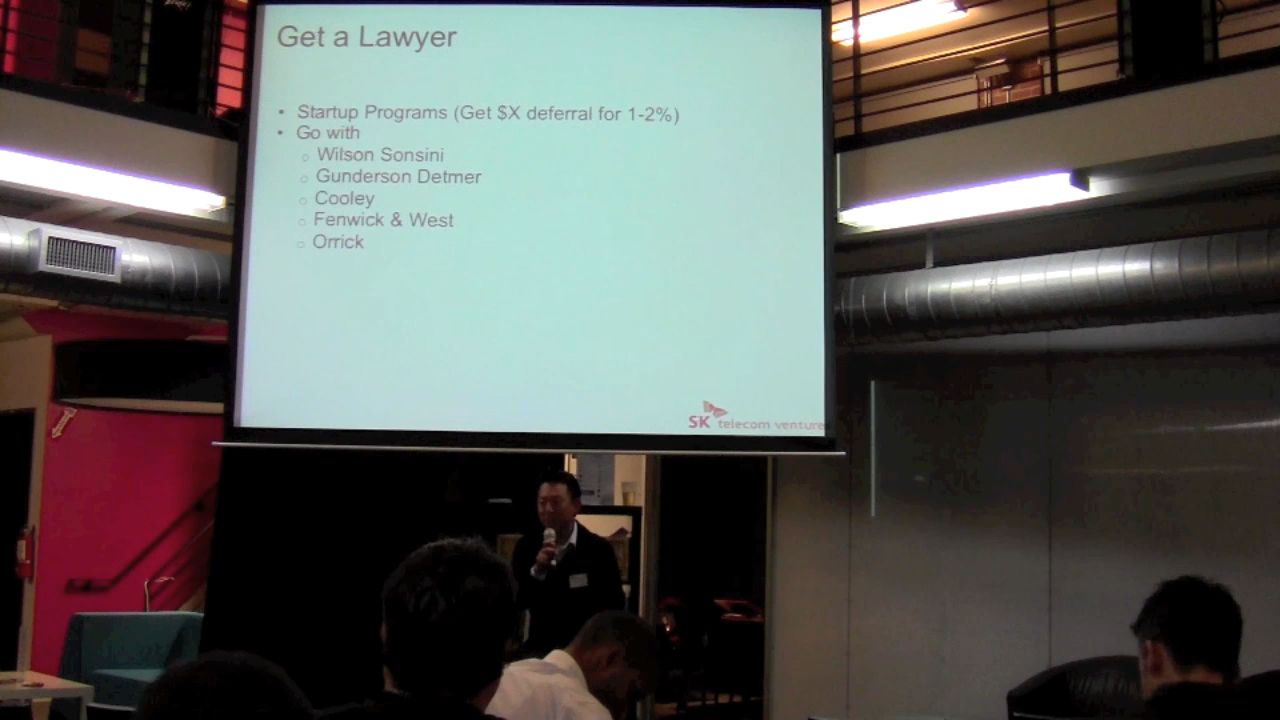 Get a Lawyer
• Startup Programs (Get $X deferral for 1-2%)
• Go with
○ Wilson Sonsini
○ Gunderson Detmer
○ Cooley
○ Fenwick & West
○ Orrick
SK telecom venture